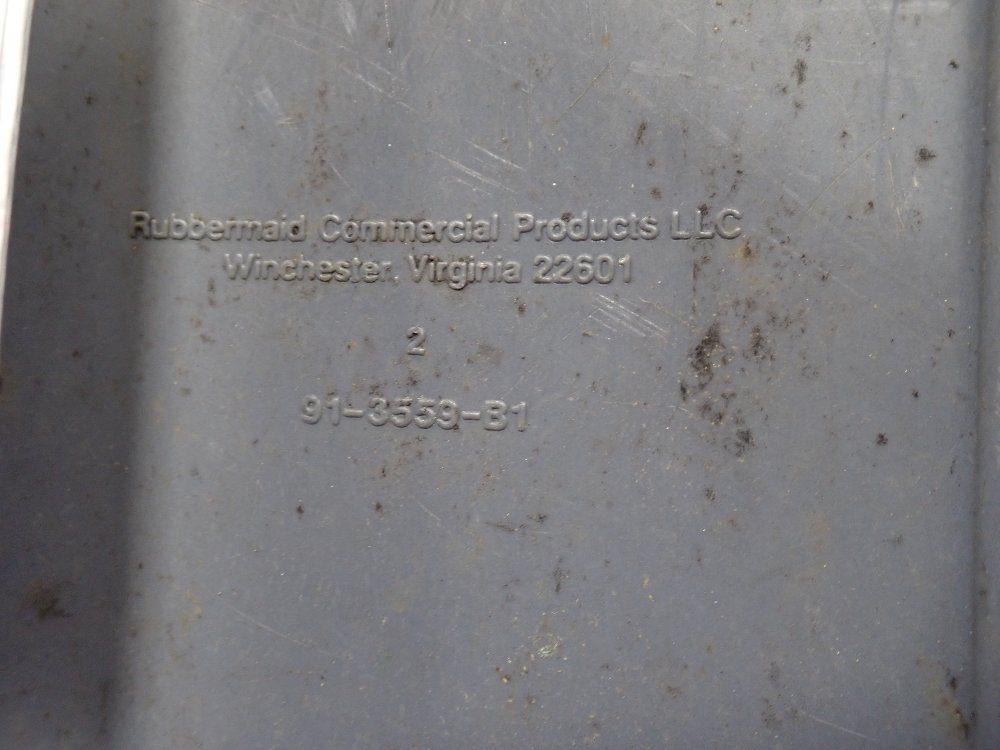 Rubbermaid Commercial Products LLC
Winchester, Virginia 22601
2
91-3559-B1